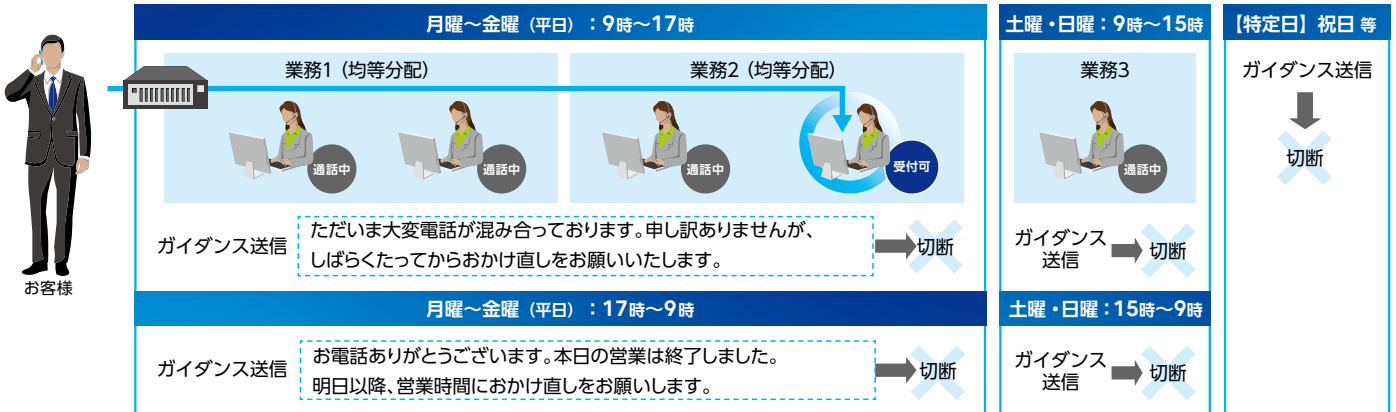 月曜～金曜（平日）：9時～17時
業務1（均等分配）
業務2（均等分配）
通話中
通話中
通話中
受付可
ガイダンス送信
ただいま大変電話が混み合っております。申し訳ありませんが、
しばらくたってからおかけ直しをお願いいたします。
切断
お客様
月曜～金曜（平日）：17時～9時
ガイダンス送信
お電話ありがとうございます。本日の営業は終了しました。
明日以降、営業時間におかけ直しをお願いします。
切断
土曜・日曜：9時～15時
業務3
通話中
ガイダンス
送信
切断
土曜・日曜：15時～9時
ガイダンス
送信
切断
【特定日】祝日 等
ガイダンス送信
切断